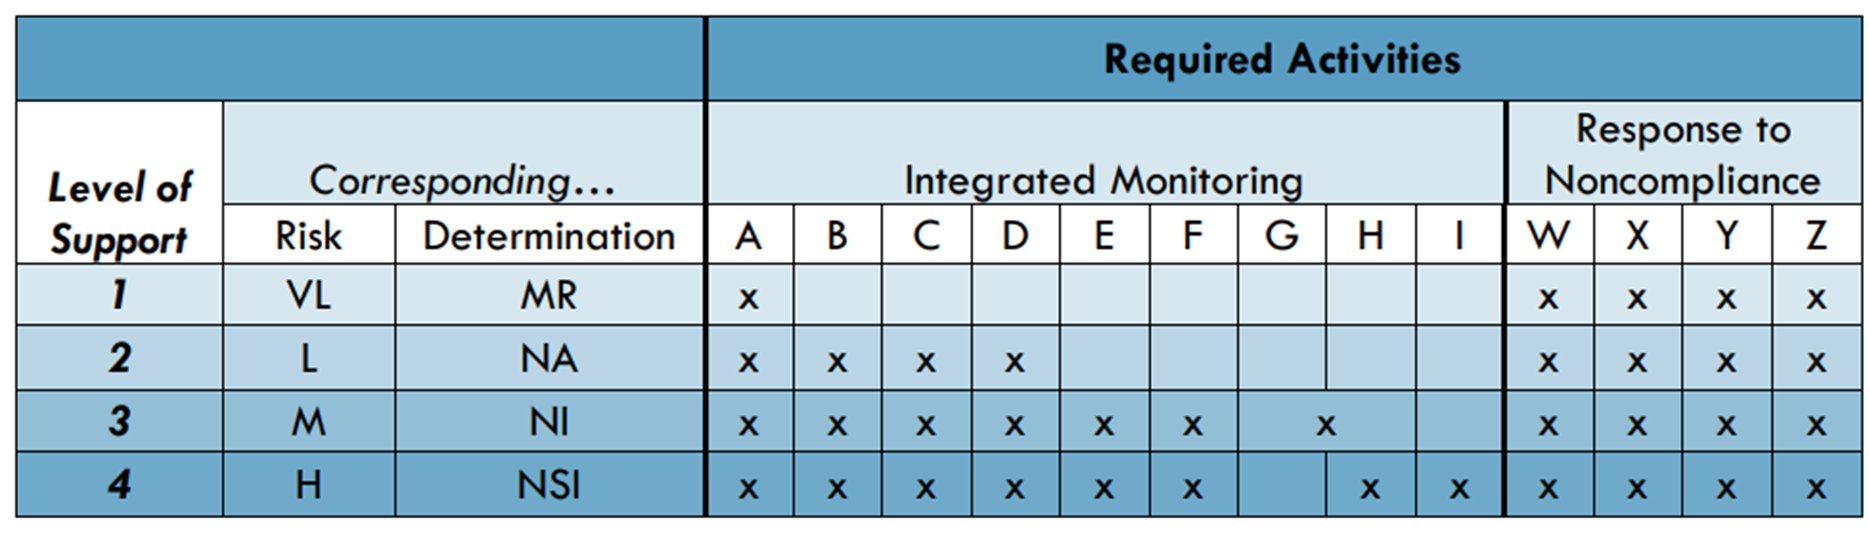 Required Activities
Level of
Support
Corresponding…
Integrated Monitoring
Response to
Noncompliance
Risk Determination A B C D E F G H I W X Y Z
1 VL MR x x x x x
2 L NA x x x x x x x x
3 M NI x x x x x x x x x x x
4 H NSI x x x x x x x x x x x x